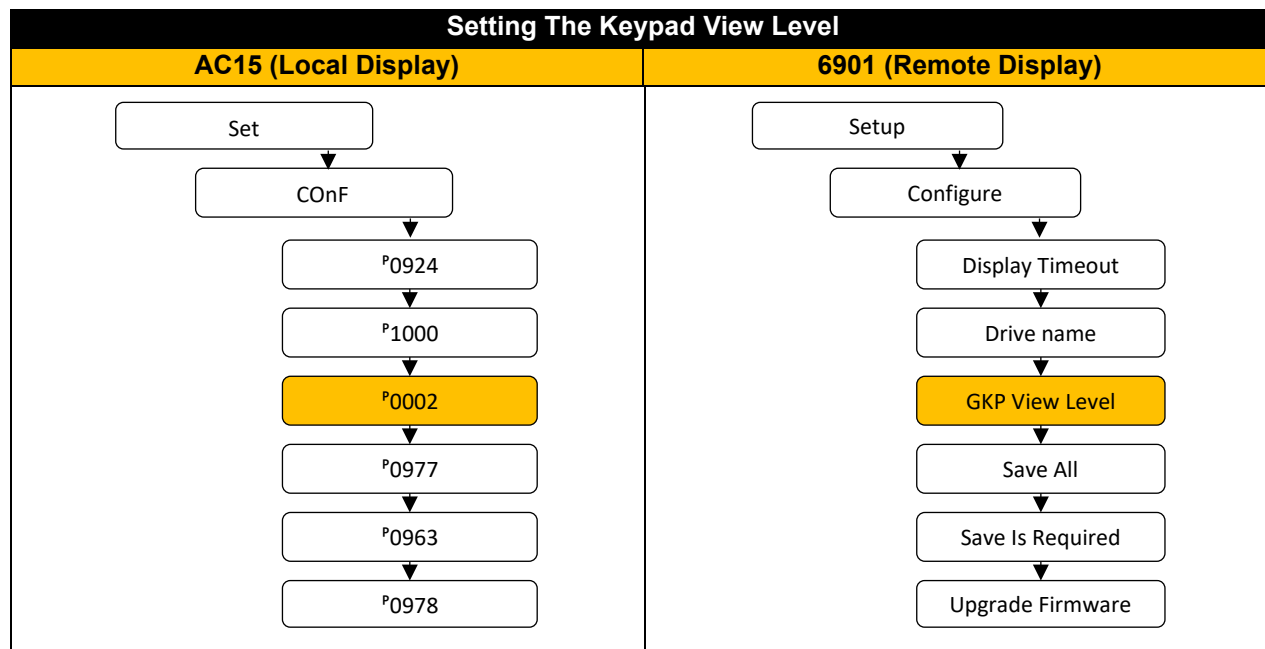 Setting The Keypad View Level
AC15 (Local Display)
6901 (Remote Display)
Set
COnF
ᴾ0924
ᴾ1000
ᴾ0002
ᴾ0977
ᴾ0963
ᴾ0978
Setup
Configure
Display Timeout
Drive name
GKP View Level
Save All
Save Is Required
Upgrade Firmware